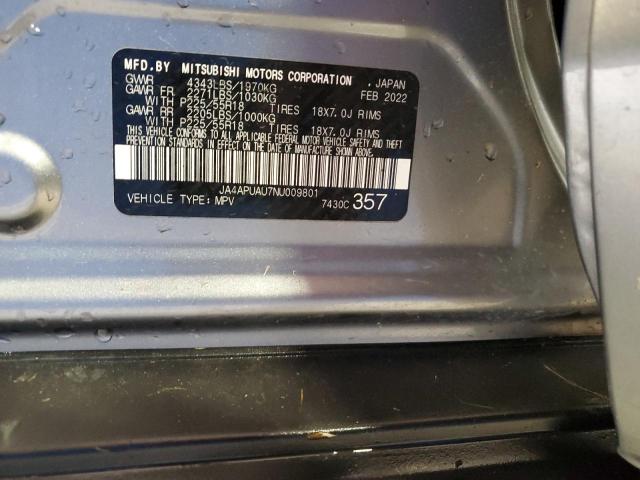 MFD.BY MITSUBISHI MOTORS CORPORATION , JAPAN
GVWR 4343LBS/1970KG FEB 2022
GAWR FR 2271LBS/1030KG
WITH P225/55R18 TIRES 18X7.0J RIMS
GAWR RR 2205LBS/1000KG
WITH P225/55R18 TIRES 18X7.0J RIMS
THIS VEHICLE CONFORMS TO ALL APPLICABLE FEDERAL MOTOR VEHICLE SAFETY AND THEFT
PREVENTION STANDARDS IN EFFECT ON THE DATE OF MANUFACTURE SHOWN ABOVE.
JA4APUAU7NU009801
VEHICLE TYPE: MPV 7430C 357